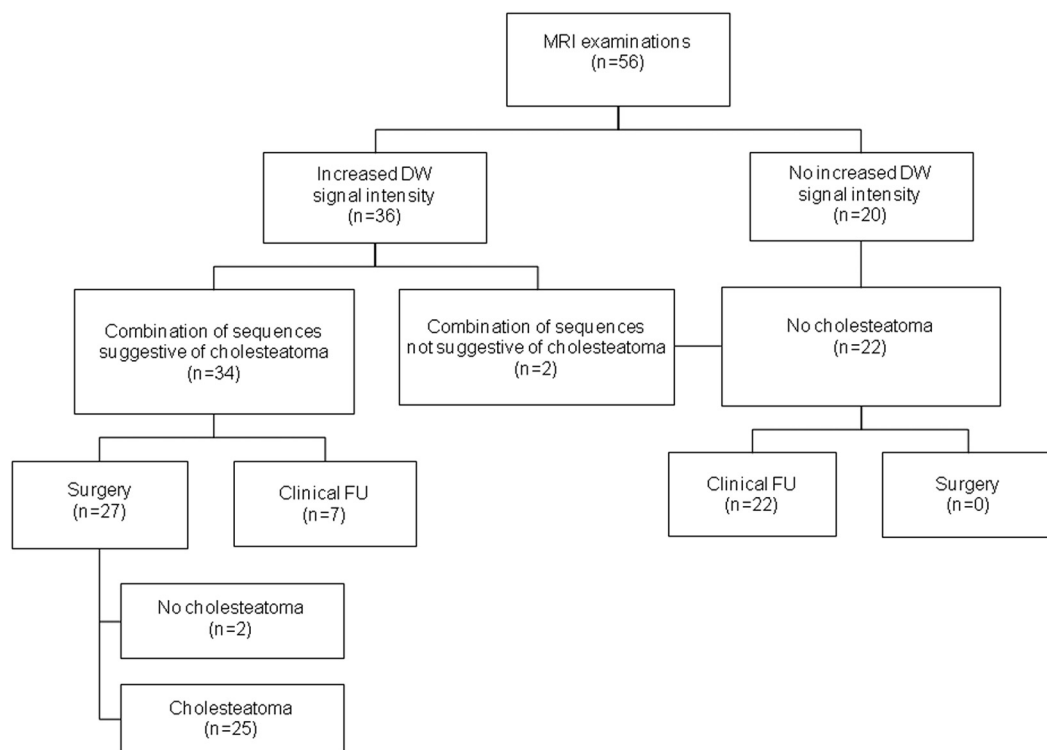 MRI examinations
(n=56)
Increased DW
signal intensity
(n=36)
No increased DW
signal intensity
(n=20)
Combination of sequences
suggestive of cholesteatoma
(n=34)
Combination of sequences
not suggestive of cholesteatoma
(n=2)
No cholesteatoma
(n=22)
Surgery
(n=27)
Clinical FU
(n=7)
Clinical FU
(n=22)
Surgery
(n=0)
No cholesteatoma
(n=2)
Cholesteatoma
(n=25)